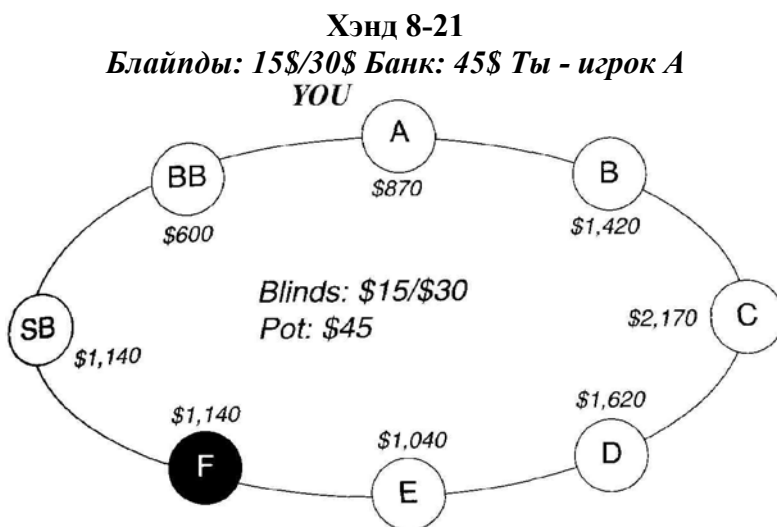 Хэнд 8-21
Блайпды: 15$/30$ Банк: 45$ Ты - игрок А
YOU
A
BB
B
$870
$600
$1,420
Blinds: $15/$30
Pot: $45
SB
$2,170
C
$1,140
$1,140
$1,620
F
$1,040
D
E